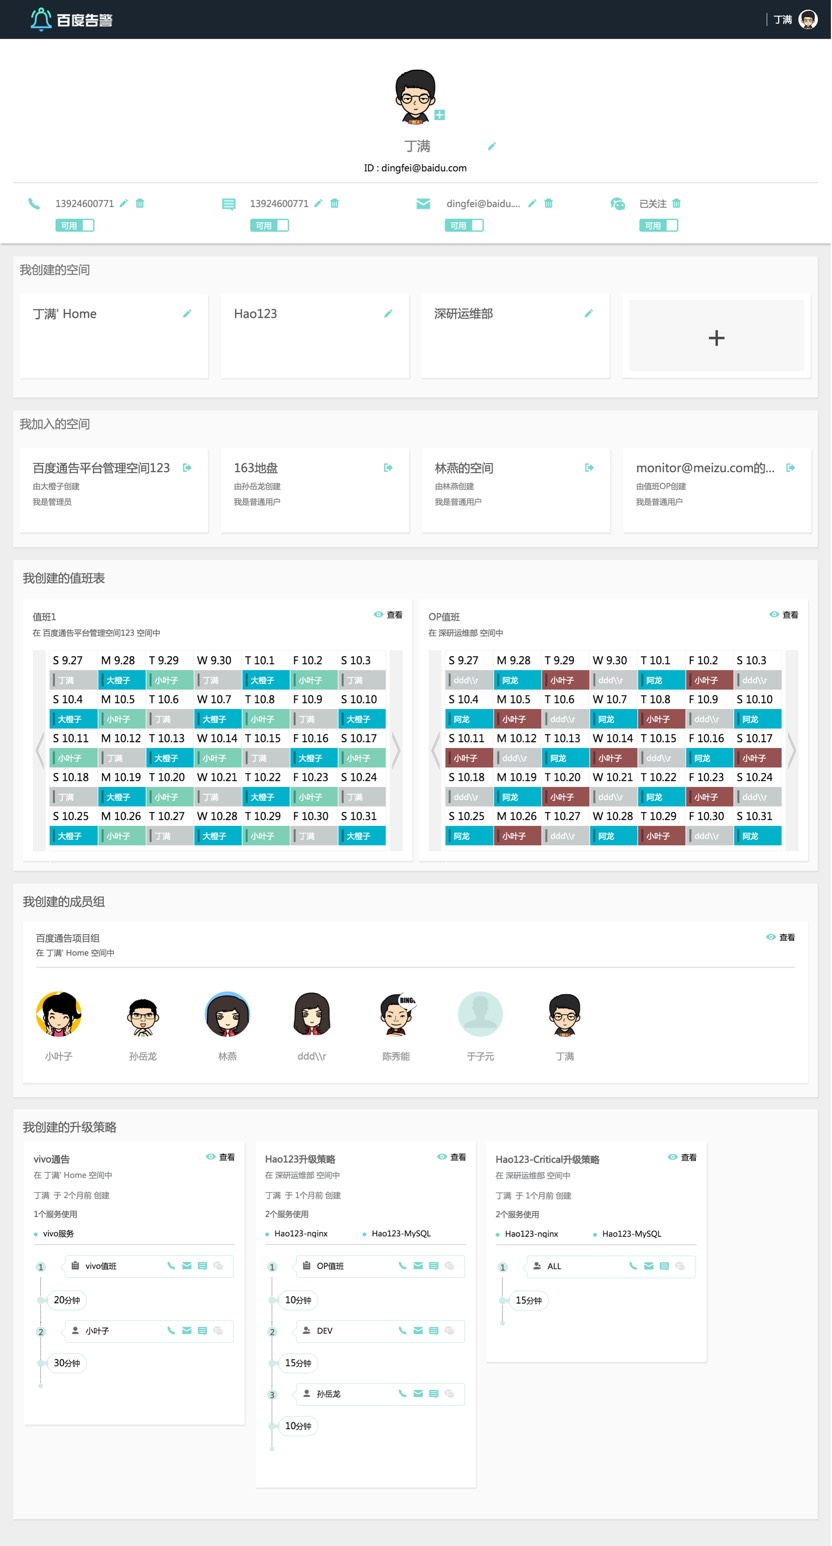 百度告警
丁满
丁满
ID : dingfei@baidu.com
13924600771 13924600771 dingfei@baidu.... 已关注
可用 可用 可用 可用
我创建的空间
丁满' Home Hao123 深研运维部
+
我加入的空间
百度通告平台管理空间123 163地盘 林燕的空间 monitor@meizu.com的...
由大橙子创建 由孙岳龙创建 由林燕创建 由值班OP创建
我是管理员 我是普通用户 我是普通用户 我是普通用户
我创建的值班表
值班1 查看
在 百度通告平台管理空间123 空间中
S 9.27 M 9.28 T 9.29 W 9.30 T 10.1 F 10.2 S 10.3
丁满 大橙子 小叶子 丁满 大橙子 小叶子 丁满
S 10.4 M 10.5 T 10.6 W 10.7 T 10.8 F 10.9 S 10.10
大橙子 小叶子 丁满 大橙子 小叶子 丁满 大橙子
S 10.11 M 10.12 T 10.13 W 10.14 T 10.15 F 10.16 S 10.17
小叶子 丁满 大橙子 小叶子 丁满 大橙子 小叶子
S 10.18 M 10.19 T 10.20 W 10.21 T 10.22 F 10.23 S 10.24
丁满 大橙子 小叶子 丁满 大橙子 小叶子 丁满
S 10.25 M 10.26 T 10.27 W 10.28 T 10.29 F 10.30 S 10.31
大橙子 小叶子 丁满 大橙子 小叶子 丁满 大橙子
OP值班 查看
在 深研运维部 空间中
S 9.27 M 9.28 T 9.29 W 9.30 T 10.1 F 10.2 S 10.3
ddd\\r 阿龙 小叶子 ddd\\r 阿龙 小叶子 ddd\\r
S 10.4 M 10.5 T 10.6 W 10.7 T 10.8 F 10.9 S 10.10
阿龙 小叶子 ddd\\r 阿龙 小叶子 ddd\\r 阿龙
S 10.11 M 10.12 T 10.13 W 10.14 T 10.15 F 10.16 S 10.17
小叶子 ddd\\r 阿龙 小叶子 ddd\\r 阿龙 小叶子
S 10.18 M 10.19 T 10.20 W 10.21 T 10.22 F 10.23 S 10.24
ddd\\r 阿龙 小叶子 ddd\\r 阿龙 小叶子 ddd\\r
S 10.25 M 10.26 T 10.27 W 10.28 T 10.29 F 10.30 S 10.31
阿龙 小叶子 ddd\\r 阿龙 小叶子 ddd\\r 阿龙
我创建的成员组
百度通告项目组 查看
在 丁满' Home 空间中
BING!
小叶子 孙岳龙 林燕 ddd\\r 陈秀能 于子元 丁满
我创建的升级策略
vivo通告 查看
在 丁满' Home 空间中
丁满 于 2个月前 创建
1个服务使用
vivo服务
1 vivo值班
20分钟
2 小叶子
30分钟
Hao123升级策略 查看
在 深研运维部 空间中
丁满 于 1个月前 创建
2个服务使用
Hao123-nginx Hao123-MySQL
1 OP值班
10分钟
2 DEV
15分钟
3 孙岳龙
10分钟
Hao123-Critical升级策略 查看
在 深研运维部 空间中
丁满 于 1个月前 创建
2个服务使用
Hao123-nginx Hao123-MySQL
1 ALL
15分钟